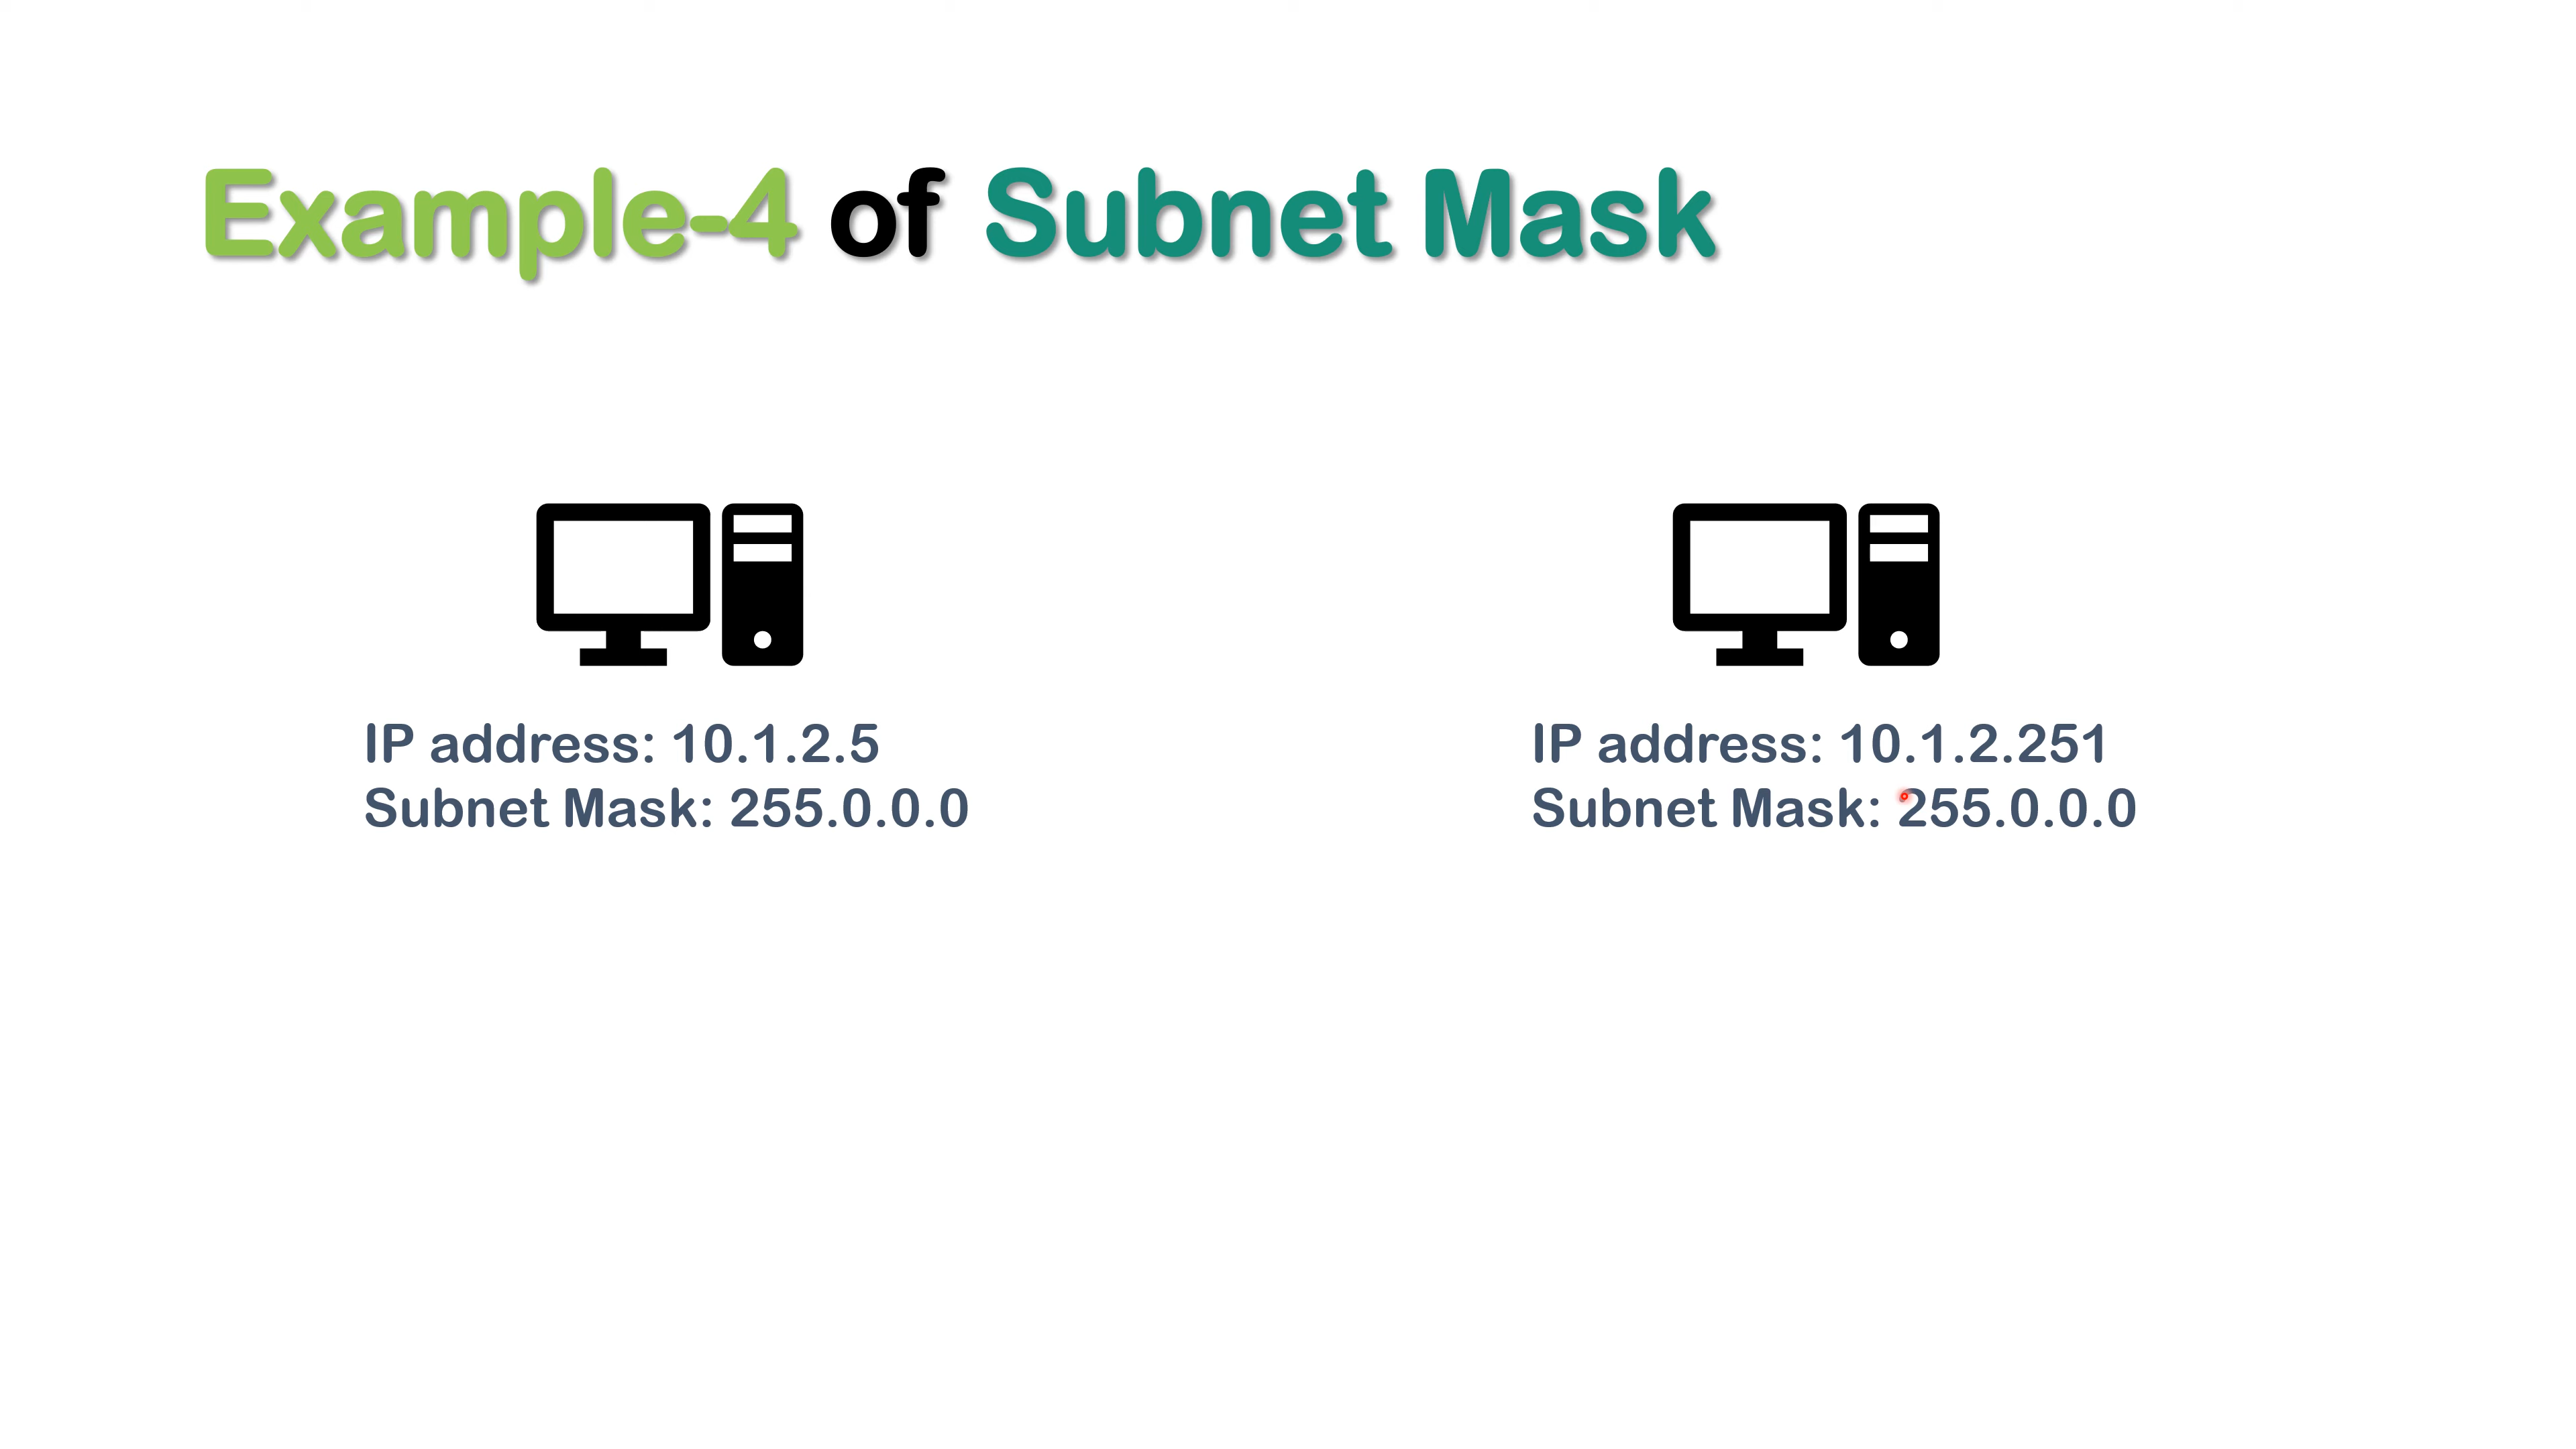 Example-4 of Subnet Mask
IP address: 10.1.2.5
Subnet Mask: 255.0.0.0
IP address: 10.1.2.251
Subnet Mask: 255.0.0.0